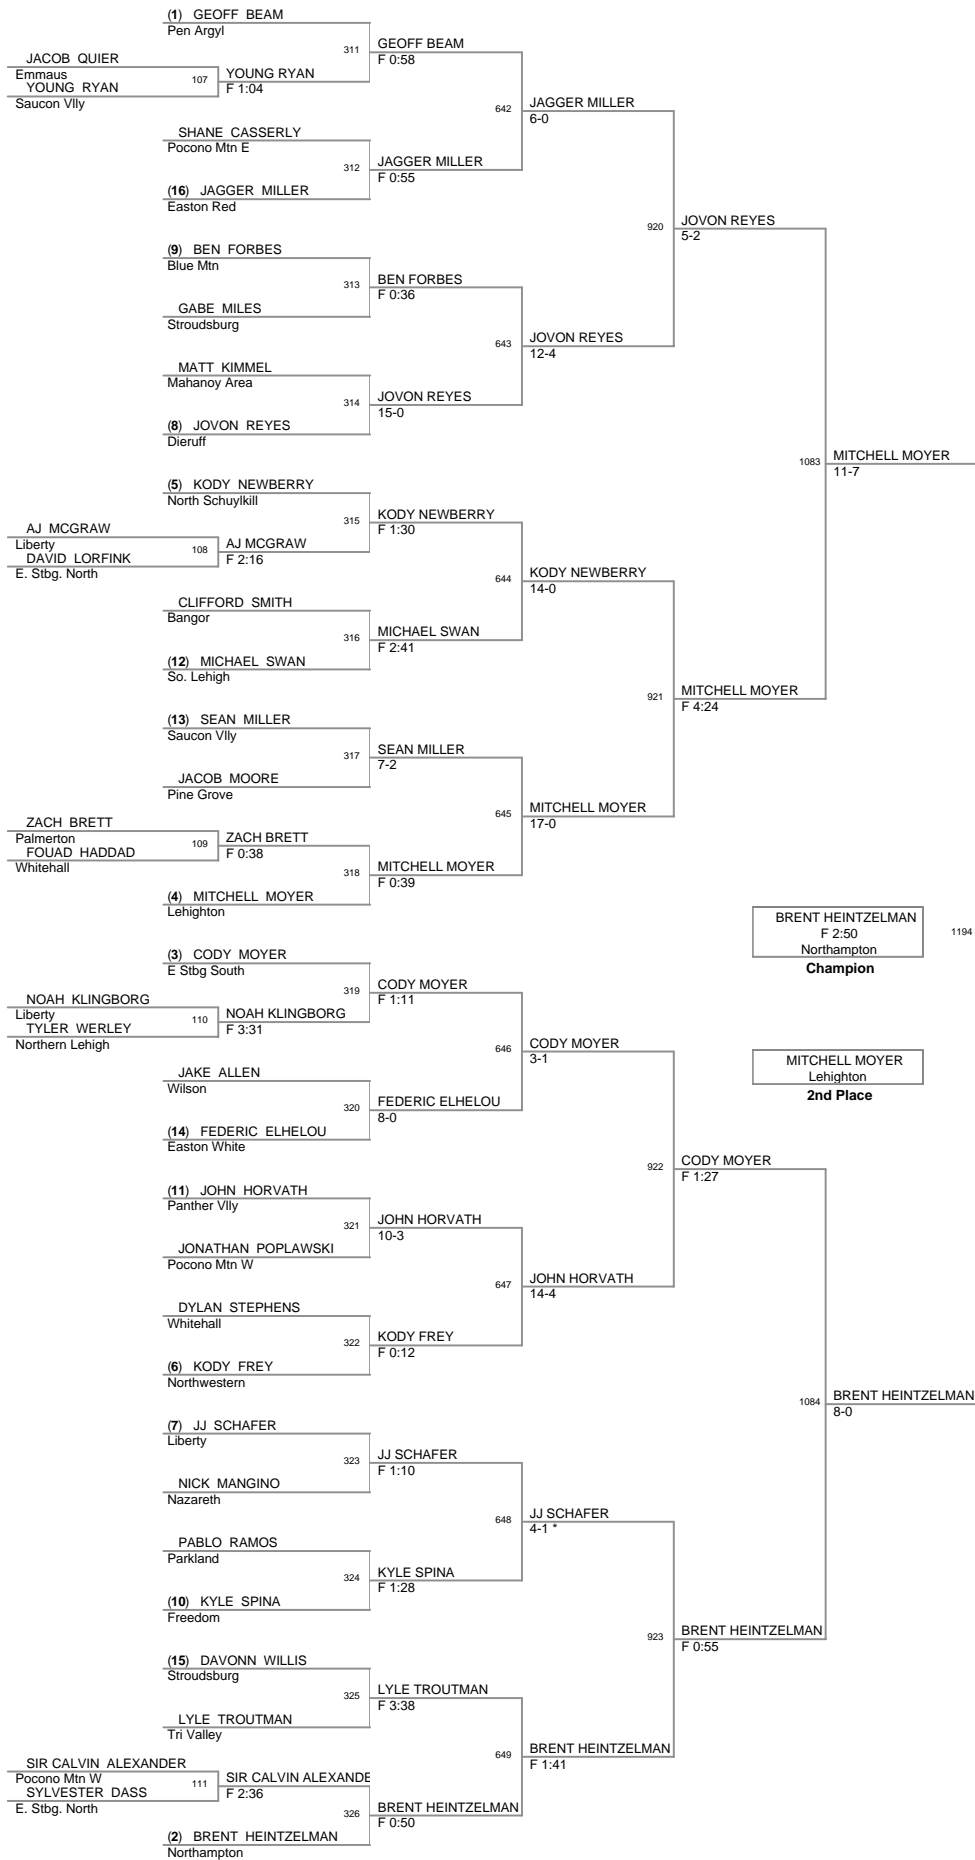 (1) GEOFF BEAM
Pen Argyl
311
GEOFF BEAM
F 0:58
JACOB QUIER
Emmaus
107
YOUNG RYAN
F 1:04
YOUNG RYAN
Saucon Vlly
642
JAGGER MILLER
6-0
SHANE CASSERLY
Pocono Mtn E
312
JAGGER MILLER
F 0:55
(16) JAGGER MILLER
Easton Red
920
JOVON REYES
5-2
(9) BEN FORBES
Blue Mtn
313
BEN FORBES
F 0:36
GABE MILES
Stroudsburg
643
JOVON REYES
12-4
MATT KIMMEL
Mahanoy Area
314
JOVON REYES
15-0
(8) JOVON REYES
Dieruff
1083
MITCHELL MOYER
11-7
(5) KODY NEWBERRY
North Schuylkill
315
KODY NEWBERRY
F 1:30
AJ MCGRAW
Liberty
108
AJ MCGRAW
F 2:16
DAVID LORFINK
E. Stbg. North
644
KODY NEWBERRY
14-0
CLIFFORD SMITH
Bangor
316
MICHAEL SWAN
F 2:41
(12) MICHAEL SWAN
So. Lehigh
921
MITCHELL MOYER
F 4:24
(13) SEAN MILLER
Saucon Vlly
317
SEAN MILLER
7-2
JACOB MOORE
Pine Grove
645
MITCHELL MOYER
17-0
ZACH BRETT
Palmerton
109
ZACH BRETT
F 0:38
FOUAD HADDAD
Whitehall
318
MITCHELL MOYER
F 0:39
(4) MITCHELL MOYER
Lehighton
BRENT HEINTZELMAN
F 2:50
Northampton
Champion
1194
(3) CODY MOYER
E Stbg South
319
CODY MOYER
F 1:11
NOAH KLINGBORG
Liberty
110
NOAH KLINGBORG
F 3:31
TYLER WERLEY
Northern Lehigh
646
CODY MOYER
3-1
MITCHELL MOYER
Lehighton
2nd Place
JAKE ALLEN
Wilson
320
FEDERIC ELHELOU
8-0
(14) FEDERIC ELHELOU
Easton White
922
CODY MOYER
F 1:27
(11) JOHN HORVATH
Panther Vlly
321
JOHN HORVATH
10-3
JONATHAN POPLAWSKI
Pocono Mtn W
647
JOHN HORVATH
14-4
DYLAN STEPHENS
Whitehall
322
KODY FREY
F 0:12
(6) KODY FREY
Northwestern
1084
BRENT HEINTZELMAN
8-0
(7) JJ SCHAFER
Liberty
323
JJ SCHAFER
F 1:10
NICK MANGINO
Nazareth
648
JJ SCHAFER
4-1 *
PABLO RAMOS
Parkland
324
KYLE SPINA
F 1:28
(10) KYLE SPINA
Freedom
923
BRENT HEINTZELMAN
F 0:55
(15) DAVONN WILLIS
Stroudsburg
325
LYLE TROUTMAN
F 3:38
LYLE TROUTMAN
Tri Valley
649
BRENT HEINTZELMAN
F 1:41
SIR CALVIN ALEXANDER
Pocono Mtn W
111
SIR CALVIN ALEXANDE
F 2:36
SYLVESTER DASS
E. Stbg. North
326
BRENT HEINTZELMAN
F 0:50
(2) BRENT HEINTZELMAN
Northampton